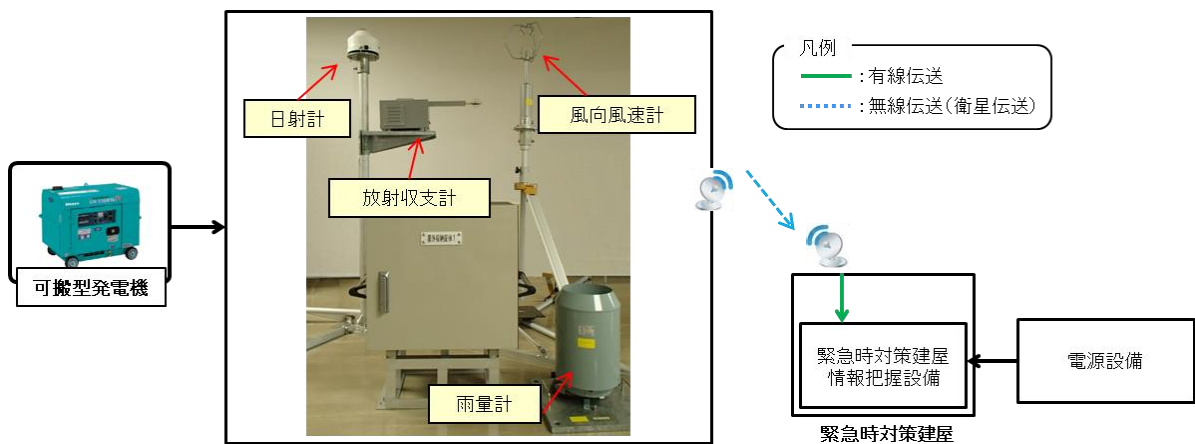 凡例
：有線伝送
：無線伝送（衛星伝送）
日射計
風向風速計
放射収支計
雨量計
可搬型発電機
緊急時対策建屋
情報把握設備
電源設備
緊急時対策建屋